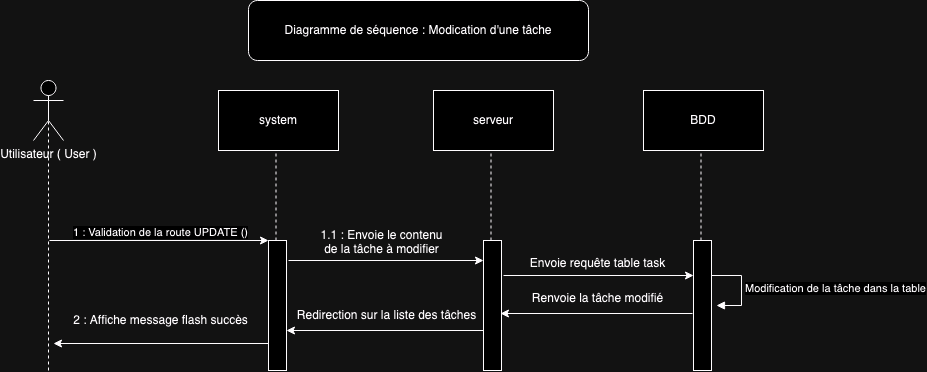 Diagramme de séquence : Modication d'une tâche
system
serveur
BDD
Utilisateur ( User )
1 : Validation de la route UPDATE ()
1.1 : Envoie le contenu
de la tâche à modifier
Envoie requête table task
Modification de la tâche dans la table
Renvoie la tâche modifié
Redirection sur la liste des tâches
2 : Affiche message flash succès